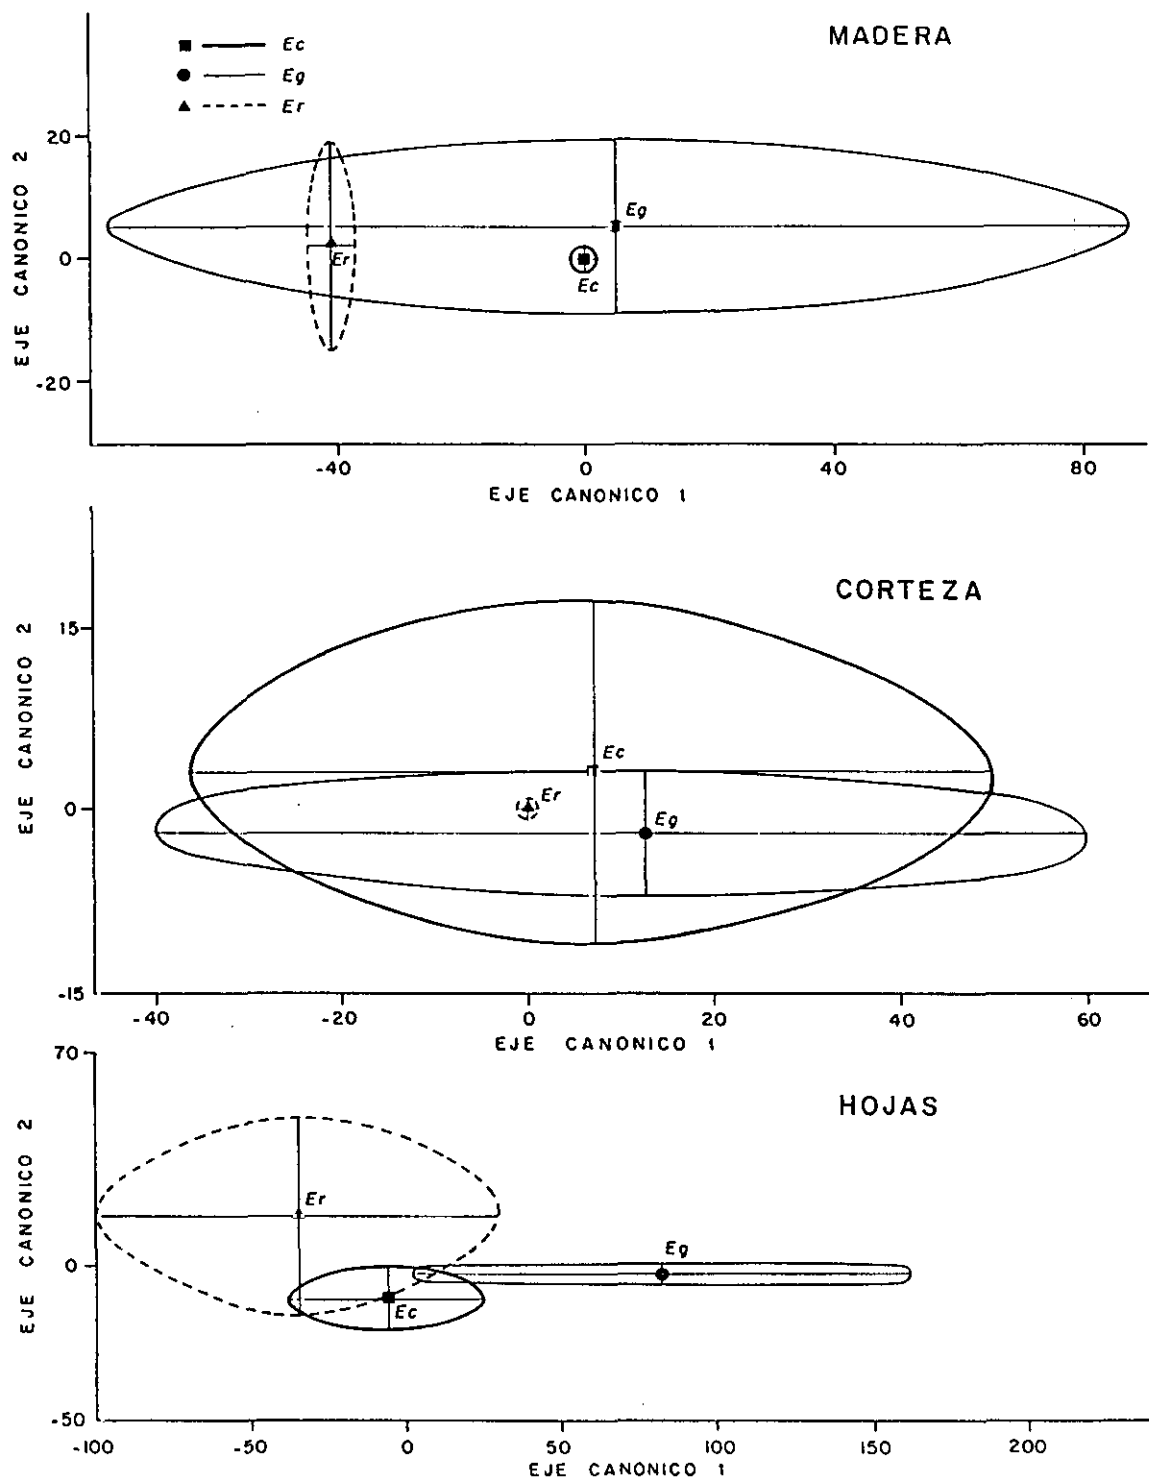 MADERA
Ec
Eg
Er
EJE CANONICO 2
20
0
-20
Eg
Er
Ec
-40 0 40 80
EJE CANONICO 1
CORTEZA
EJE CANONICO 2
15
0
-15
Ec
Er
Eg
-40 -20 0 20 40 60
EJE CANONICO 1
HOJAS
EJE CANONICO 2
70
0
-50
Er
Eg
Ec
-100 -50 0 50 100 150 200
EJE CANONICO 1